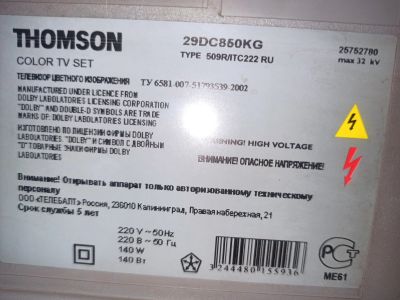 THOMSON
29DC850KG
25752780
COLOR TV SET
TYPE 509R/ITC222 RU
max 32 kV
ТЕЛЕВИЗОР ЦВЕТНОГО ИЗОБРАЖЕНИЯ
ТУ 6581-007-51793539-2002
MANUFACTURED UNDER LICENCE FROM
DOLBY LABORATORIES LICENSING CORPORATION
"DOLBY" AND DOUBLE-D SYMBOLS ARE TRADE
MARKS OF: DOLBY LABORATORIES LICENSING
ИЗГОТОВЛЕНО ПО ЛИЦЕНЗИИ ФИРМЫ DOLBY
LABORATORIES. "DOLBY" И СИМВОЛ С ДВОЙНЫМ
"D" ТОВАРНЫЕ ЗНАКИ ФИРМЫ DOLBY
LABORATORIES
WARNING! HIGH VOLTAGE
ВНИМАНИЕ! ОПАСНОЕ НАПРЯЖЕНИЕ!
Внимание! Открывать аппарат только авторизованному техническому
персоналу
ООО «ТЕЛЕБАЛТ» Россия, 236010 Калининград, Правая набережная, 21
Срок службы 5 лет
220 V ~ 50Hz
220 В ~ 50 Гц
140 W
140 Вт
3244480155936
РСТ
ME61